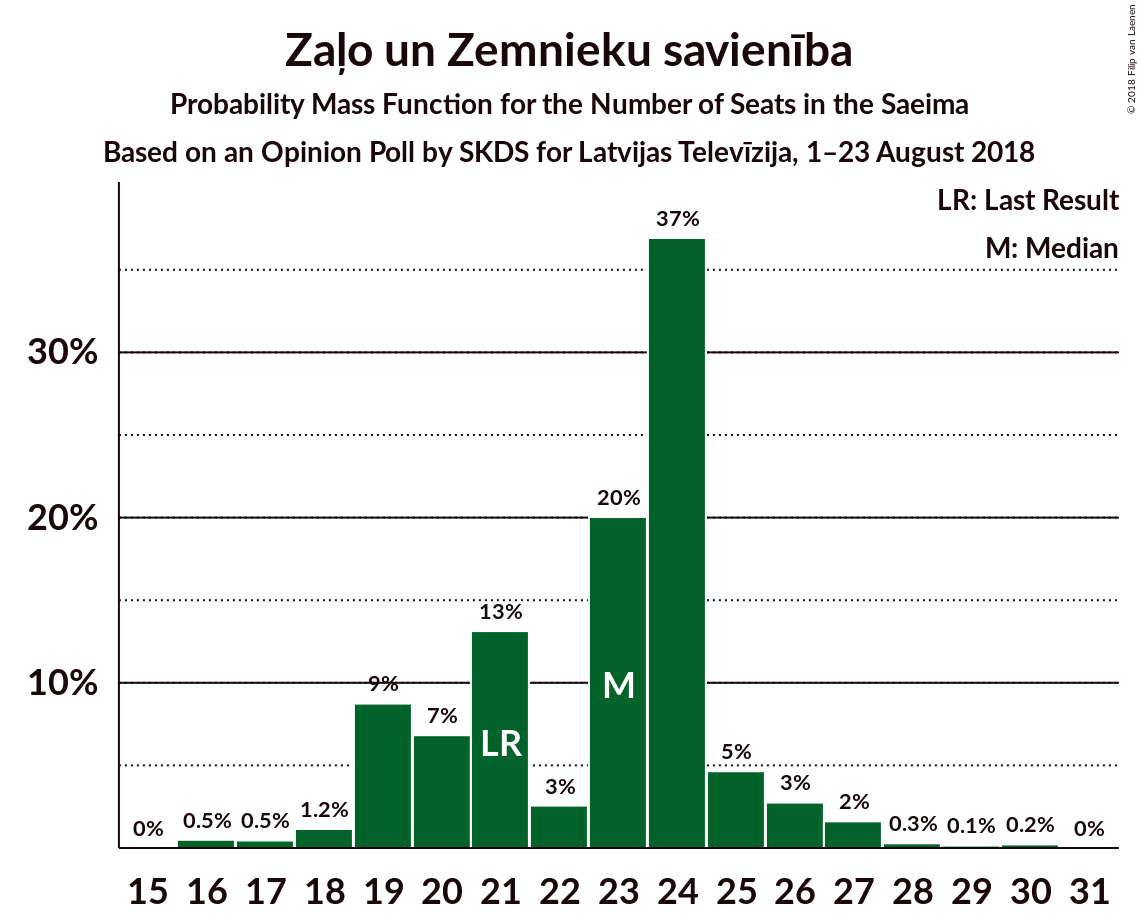 Zaļo un Zemnieku savienība
Probability Mass Function for the Number of Seats in the Saeima
Based on an Opinion Poll by SKDS for Latvijas Televīzija, 1–23 August 2018
© 2018 Filip van Laenen
LR: Last Result
M: Median
30%
20%
10%
0%
0.5%
0.5%
1.2%
9%
7%
13%
3%
20%
37%
5%
3%
2%
0.3%
0.1%
0.2%
0%
LR
M
15 16 17 18 19 20 21 22 23 24 25 26 27 28 29 30 31